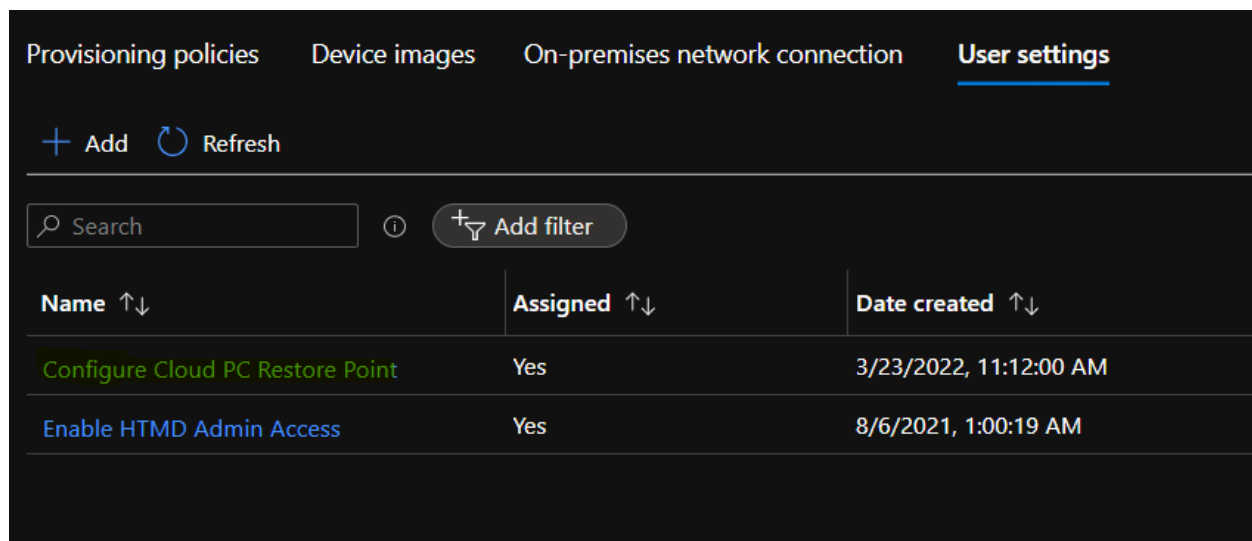 Provisioning policies Device images On-premises network connection User settings
Add Refresh
Search Add filter
Name Assigned Date created
Configure Cloud PC Restore Point Yes 3/23/2022, 11:12:00 AM
Enable HTMD Admin Access Yes 8/6/2021, 1:00:19 AM